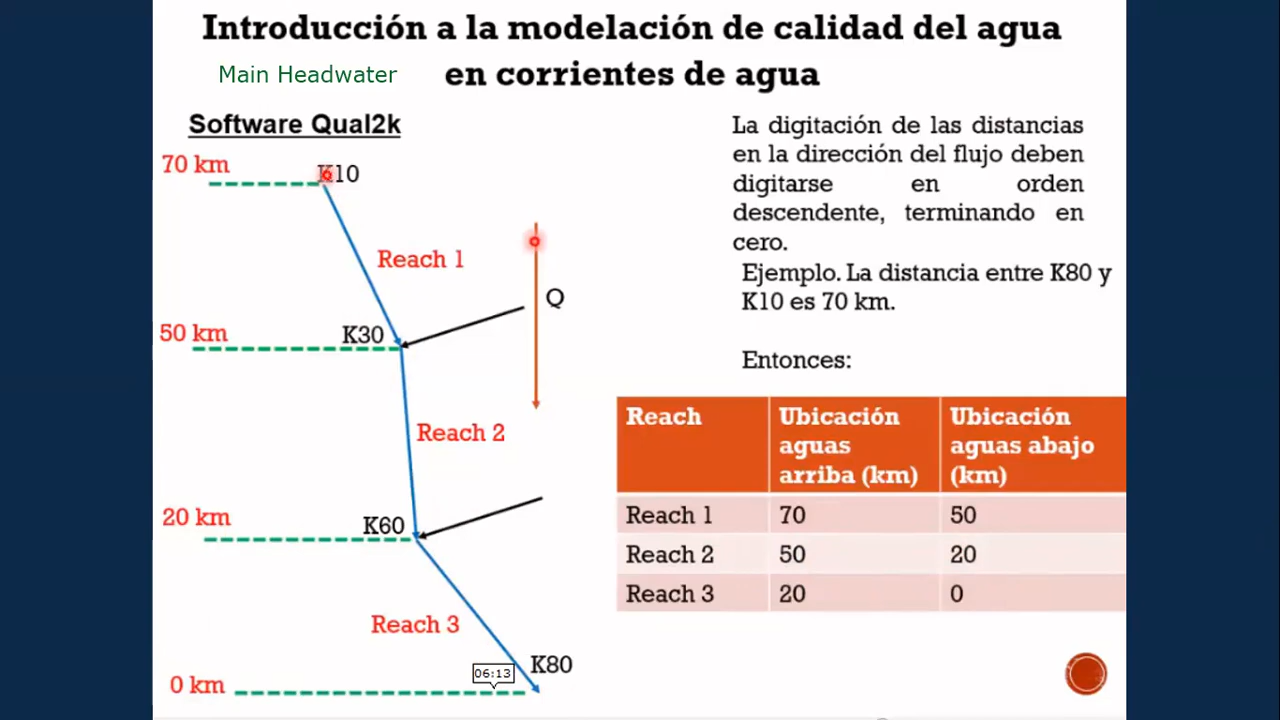 Introducción a la modelación de calidad del agua
en corrientes de agua
Main Headwater
Software Qual2k
70 km
K10
Reach 1
Q
50 km
K30
Reach 2
20 km
K60
Reach 3
K80
06:13
0 km
La digitación de las distancias
en la dirección del flujo deben
digitarse en orden
descendente, terminando en
cero.
Ejemplo. La distancia entre K80 y
K10 es 70 km.
Entonces:
Reach Ubicación aguas arriba (km) Ubicación aguas abajo (km)
Reach 1 70 50
Reach 2 50 20
Reach 3 20 0